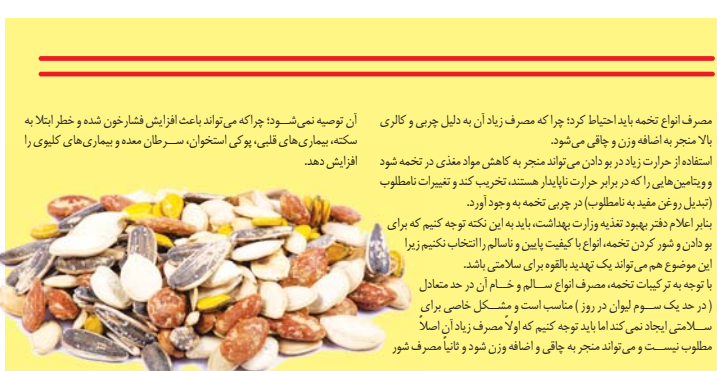 مصرف انواع تخمه باید احتیاط کرد؛ چرا که مصرف زیاد آن به دلیل چربی و کالری
بالا منجر به اضافه وزن و چاقی می‌شود.
استفاده از حرارت زیاد در بو دادن می‌تواند منجر به کاهش مواد مغذی در تخمه شود
و ویتامین‌هایی را که در برابر حرارت ناپایدار هستند، تخریب کند و تغییرات نامطلوب
(تبدیل روغن مفید به نامطلوب) در چربی تخمه به وجود آورد.
بنابر اعلام دفتر بهبود تغذیه وزارت بهداشت، باید به این نکته توجه کنیم که برای
بو دادن و شور کردن تخمه، انواع با کیفیت پایین و ناسالم را انتخاب نکنیم زیرا
این موضوع هم می‌تواند یک تهدید بالقوه برای سلامتی باشد.
با توجه به ترکیبات تخمه، مصرف انواع ســالم و خــام آن در حد متعادل
( در حد یک ســوم لیوان در روز ) مناسب است و مشــکل خاصی برای
ســلامتی ایجاد نمی‌کند اما باید توجه کنیم که اولاً مصرف زیاد آن اصلاً
مطلوب نیســت و می‌تواند منجر به چاقی و اضافه وزن شود و ثانیاً مصرف شور
آن توصیه نمی‌شــود؛ چراکه می‌تواند باعث افزایش فشارخون شده و خطر ابتلا به
سکته، بیماری‌های قلبی، پوکی استخوان، ســرطان معده و بیماری‌های کلیوی را
افزایش دهد.